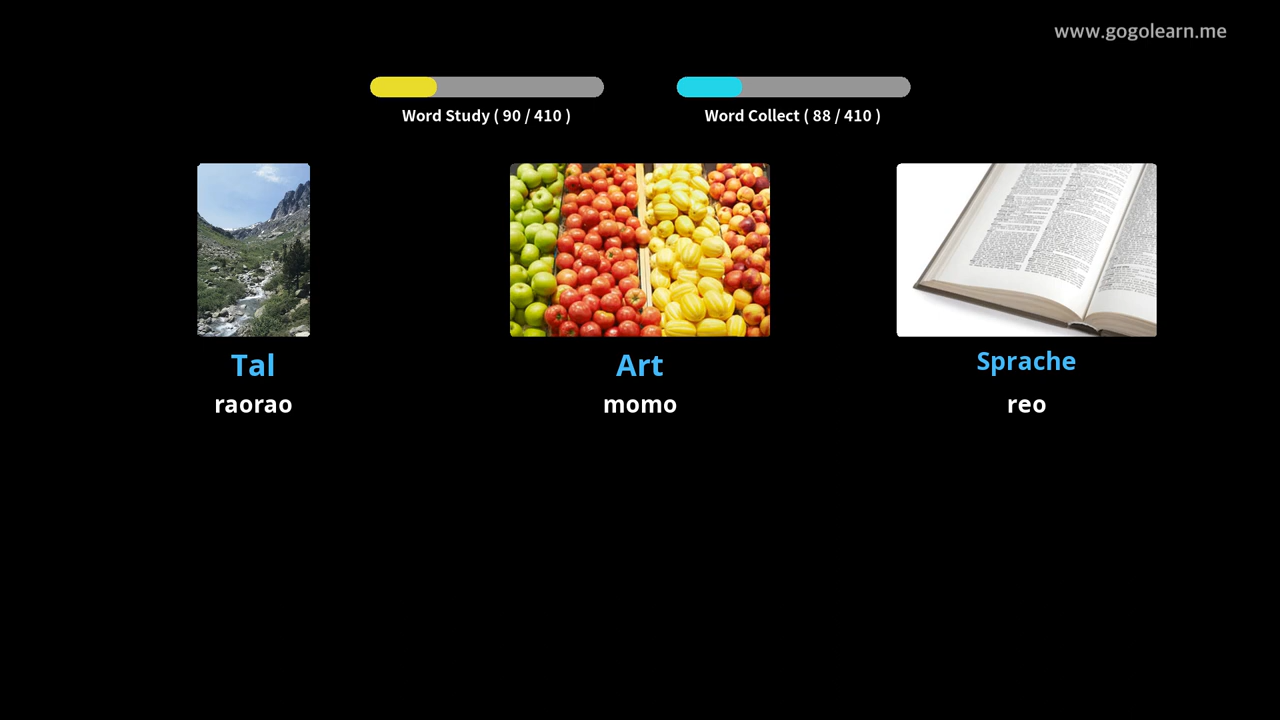 www.gogolearn.me
Word Study ( 90 / 410 )
Word Collect ( 88 / 410 )
Tal
raorao
Art
momo
Sprache
reo